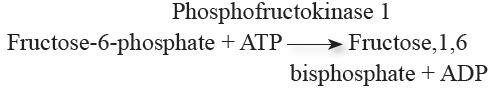 Phosphofructokinase 1
Fructose-6-phosphate + ATP ⟶ Fructose,1,6
bisphosphate + ADP